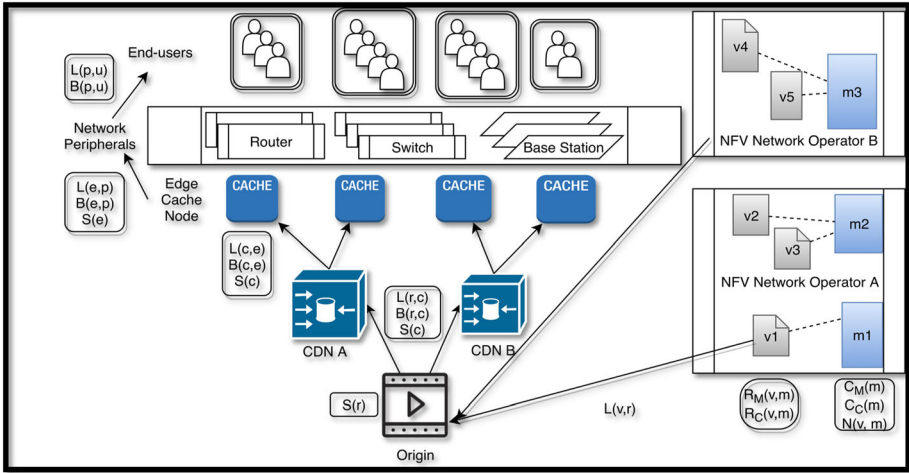 End-users
L(p,u)
B(p,u)
Network
Peripherals
Router
Switch
Base Station
L(e,p)
B(e,p)
S(e)
Edge
Cache
Node
CACHE
CACHE
CACHE
CACHE
L(c,e)
B(c,e)
S(c)
L(r,c)
B(r,c)
S(c)
CDN A
CDN B
S(r)
Origin
L(v,r)
v4
v5
m3
NFV Network Operator B
v2
v3
m2
NFV Network Operator A
v1
m1
R_M(v,m)
R_C(v,m)
C_M(m)
C_C(m)
N(v, m)